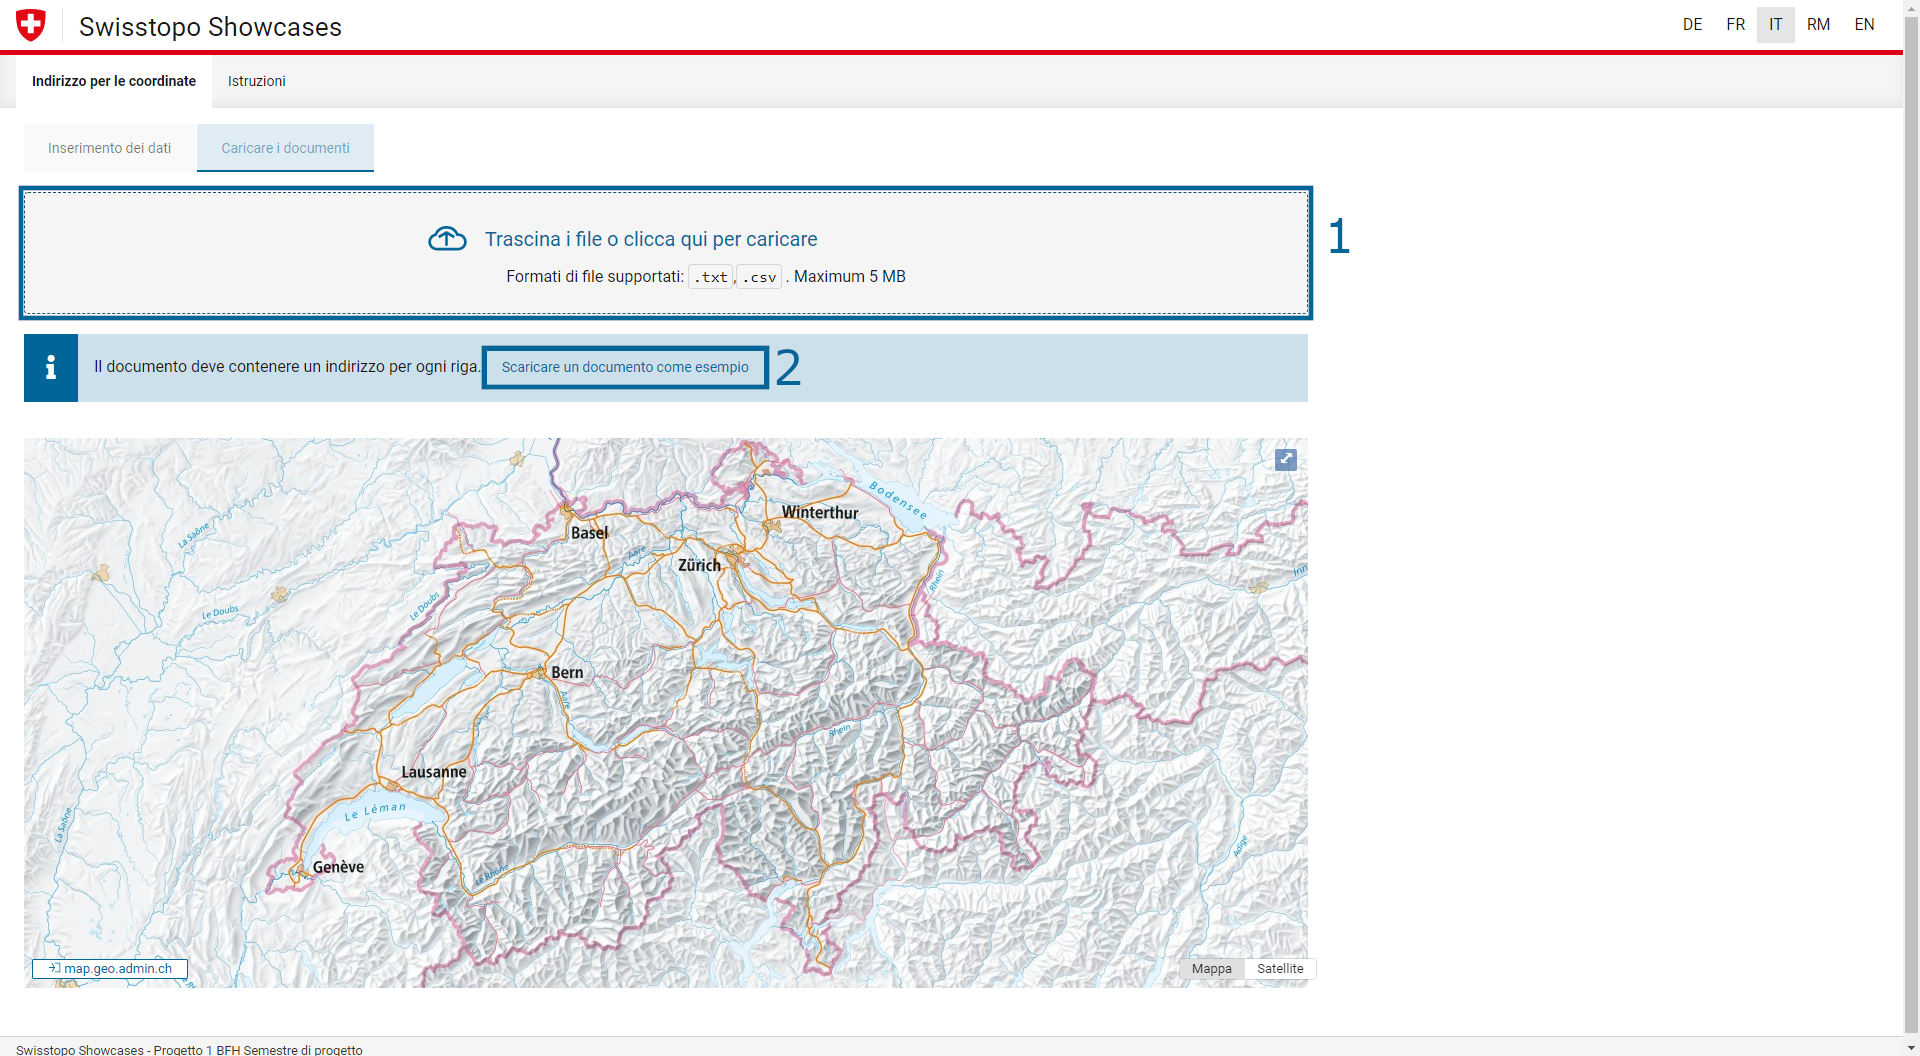 Swisstopo Showcases
DE FR IT RM EN
Indirizzo per le coordinate Istruzioni
Inserimento dei dati Caricare i documenti
Trascina i file o clicca qui per caricare
1
Formati di file supportati: .txt, .csv . Maximum 5 MB
Il documento deve contenere un indirizzo per ogni riga. Scaricare un documento come esempio 2
Bodensee
Winterthur
La Saône
Basel
Aare
Zürich
Inn
Rhein
Le Doubs
Le Doubs
Bern
Aare
Rhein
Lausanne
Le Léman
La Saône
Adige
Genève
Le Rhône
map.geo.admin.ch
Mappa Satellite
Swisstopo Showcases - Progetto 1 BFH Semestre di progetto